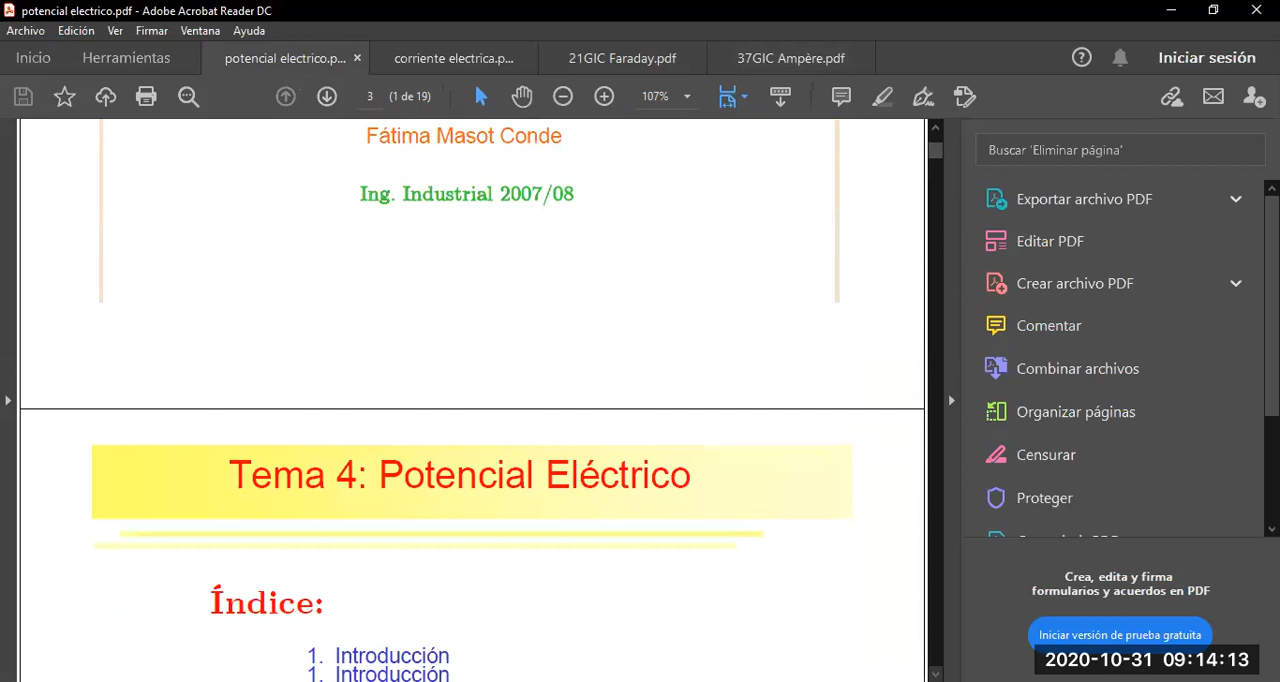 potencial electrico.pdf - Adobe Acrobat Reader DC
Archivo Edición Ver Firmar Ventana Ayuda
Inicio Herramientas potencial electrico.p... × corriente electrica.p... 21GIC Faraday.pdf 37GIC Ampère.pdf Iniciar sesión
3 (1 de 19) 107%
Fátima Masot Conde
Ing. Industrial 2007/08
Tema 4: Potencial Eléctrico
Índice:
1. Introducción
1. Introducción
Buscar 'Eliminar página'
Exportar archivo PDF
Editar PDF
Crear archivo PDF
Comentar
Combinar archivos
Organizar páginas
Censurar
Proteger
Crea, edita y firma
formularios y acuerdos en PDF
Iniciar versión de prueba gratuita
2020-10-31 09:14:13